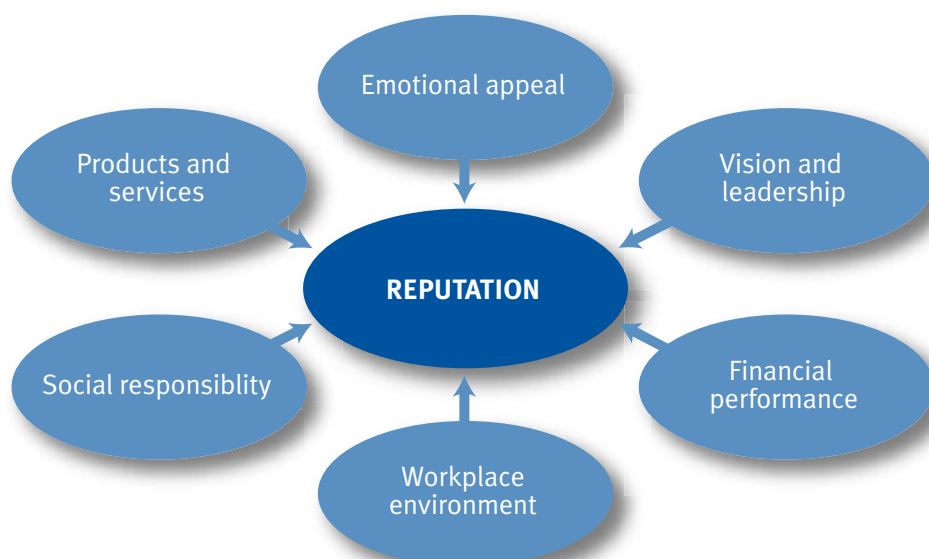 Emotional appeal
Products and
services
Vision and
leadership
REPUTATION
Social responsiblity
Financial
performance
Workplace
environment